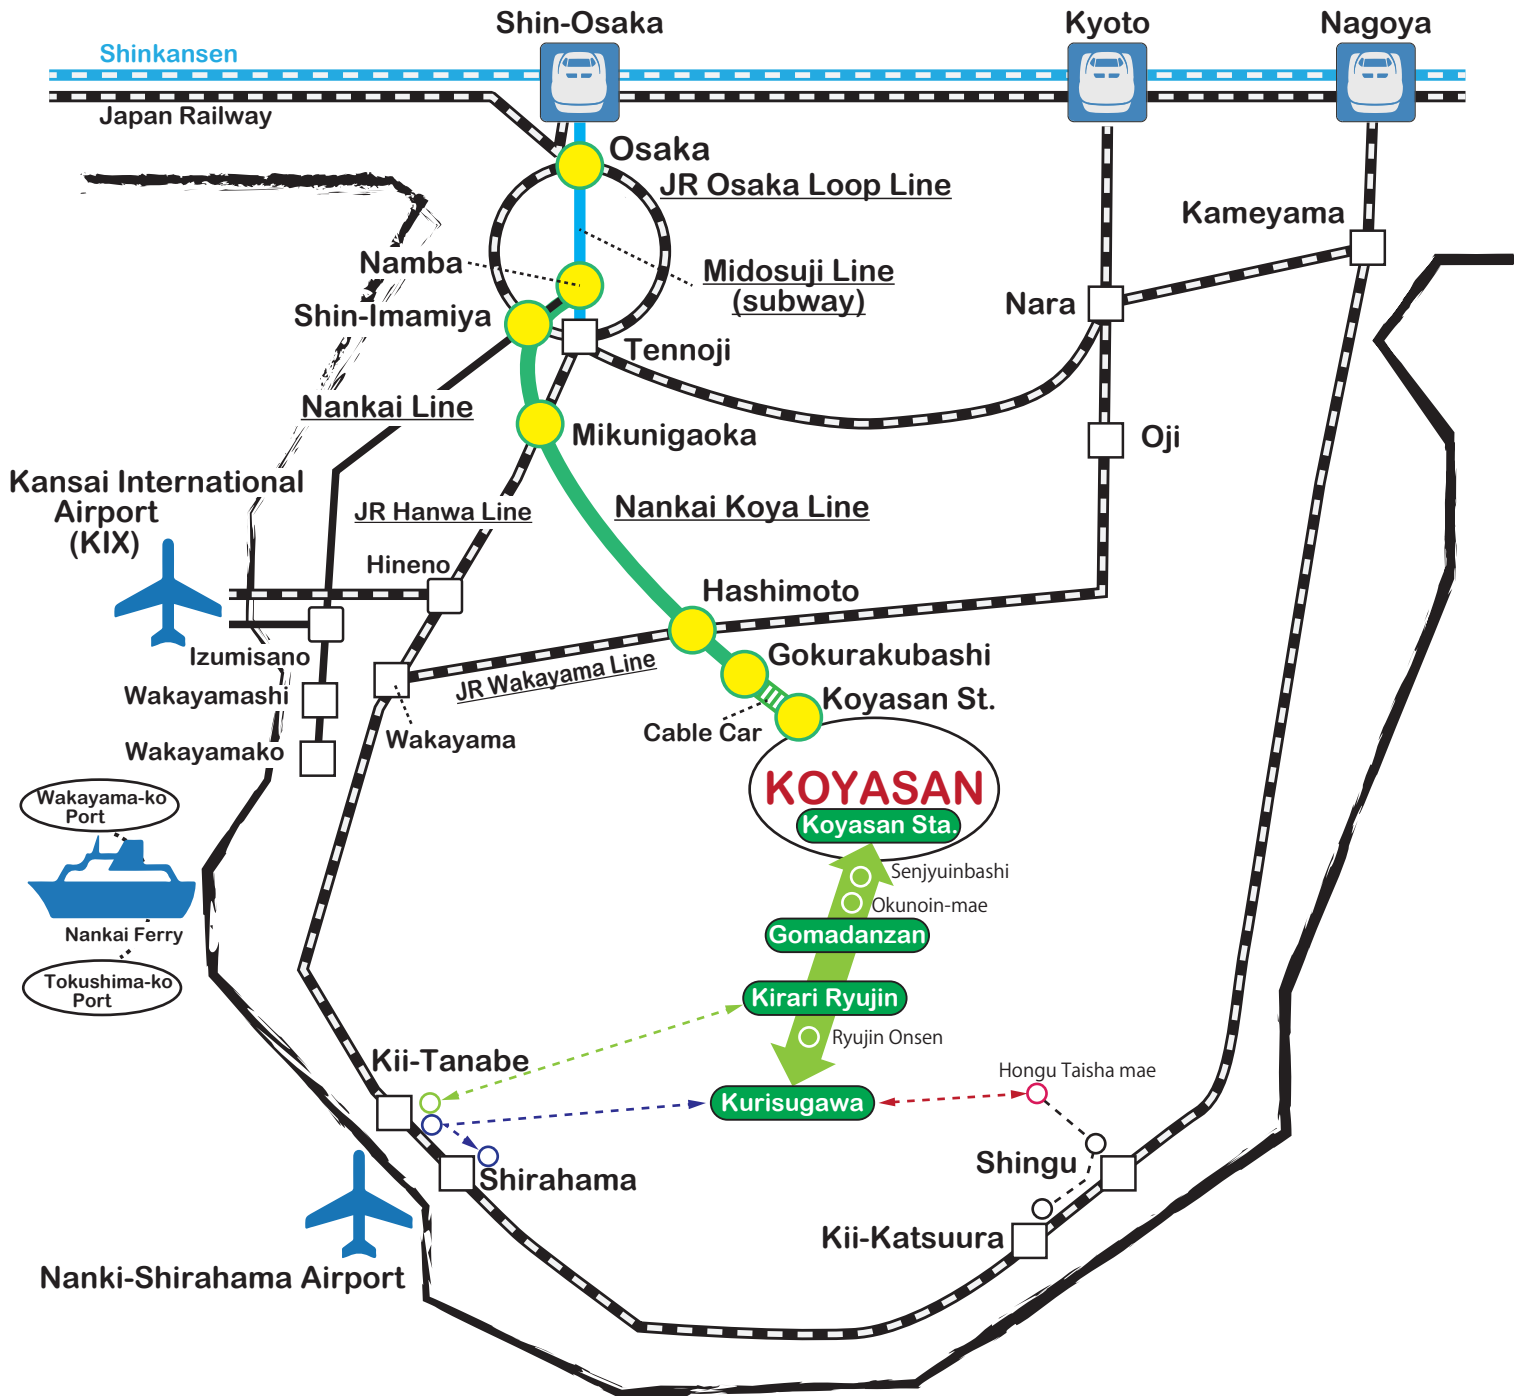 Shin-Osaka
Kyoto
Nagoya
Shinkansen
Japan Railway
Osaka
JR Osaka Loop Line
Kameyama
Namba
Midosuji Line
(subway)
Nara
Shin-Imamiya
Tennoji
Nankai Line
Mikunigaoka
Oji
Kansai International
Airport
(KIX)
JR Hanwa Line
Nankai Koya Line
Hineno
Hashimoto
Izumisano
Gokurakubashi
JR Wakayama Line
Wakayamashi
Koyasan St.
Cable Car
Wakayama
Wakayamako
KOYASAN
Koyasan Sta.
Wakayama-ko
Port
Senjyuinbashi
Okunoin-mae
Nankai Ferry
Gomadanzan
Tokushima-ko
Port
Kirari Ryujin
Ryujin Onsen
Kii-Tanabe
Hongu Taisha mae
Kurisugawa
Shingu
Shirahama
Kii-Katsuura
Nanki-Shirahama Airport